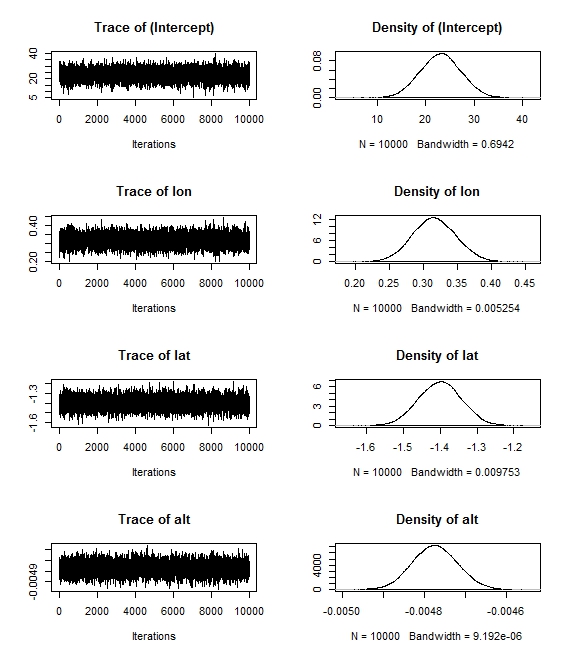 Trace of (Intercept)
5 20 40
0 2000 4000 6000 8000 10000
Iterations
Density of (Intercept)
0.00 0.08
10 20 30 40
N = 10000 Bandwidth = 0.6942
Trace of lon
0.20 0.40
0 2000 4000 6000 8000 10000
Iterations
Density of lon
0 6 12
0.20 0.25 0.30 0.35 0.40 0.45
N = 10000 Bandwidth = 0.005254
Trace of lat
-1.6 -1.3
0 2000 4000 6000 8000 10000
Iterations
Density of lat
0 3 6
-1.6 -1.5 -1.4 -1.3 -1.2
N = 10000 Bandwidth = 0.009753
Trace of alt
-0.0049
0 2000 4000 6000 8000 10000
Iterations
Density of alt
0 4000
-0.0050 -0.0048 -0.0046
N = 10000 Bandwidth = 9.192e-06